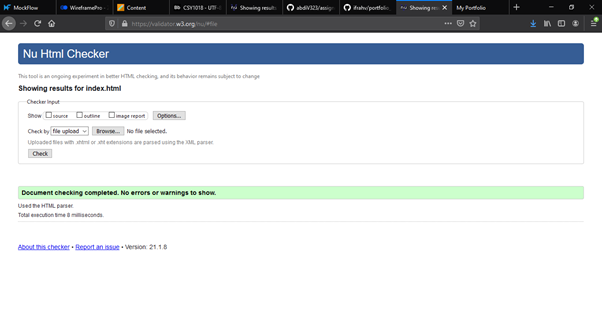 MockFlow
WireframePro -
Content
CSY1018 - UTF-
Showing results
abdiV323/assign
ifrahv/portfolio
Showing resu
My Portfolio
https://validator.w3.org/nu/#file
Nu Html Checker
This tool is an ongoing experiment in better HTML checking, and its behavior remains subject to change
Showing results for index.html
Checker Input
Show source outline image report Options...
Check by file upload Browse... No file selected.
Uploaded files with .xhtml or .xht extensions are parsed using the XML parser.
Check
Document checking completed. No errors or warnings to show.
Used the HTML parser.
Total execution time 8 milliseconds.
About this checker • Report an issue • Version: 21.1.8